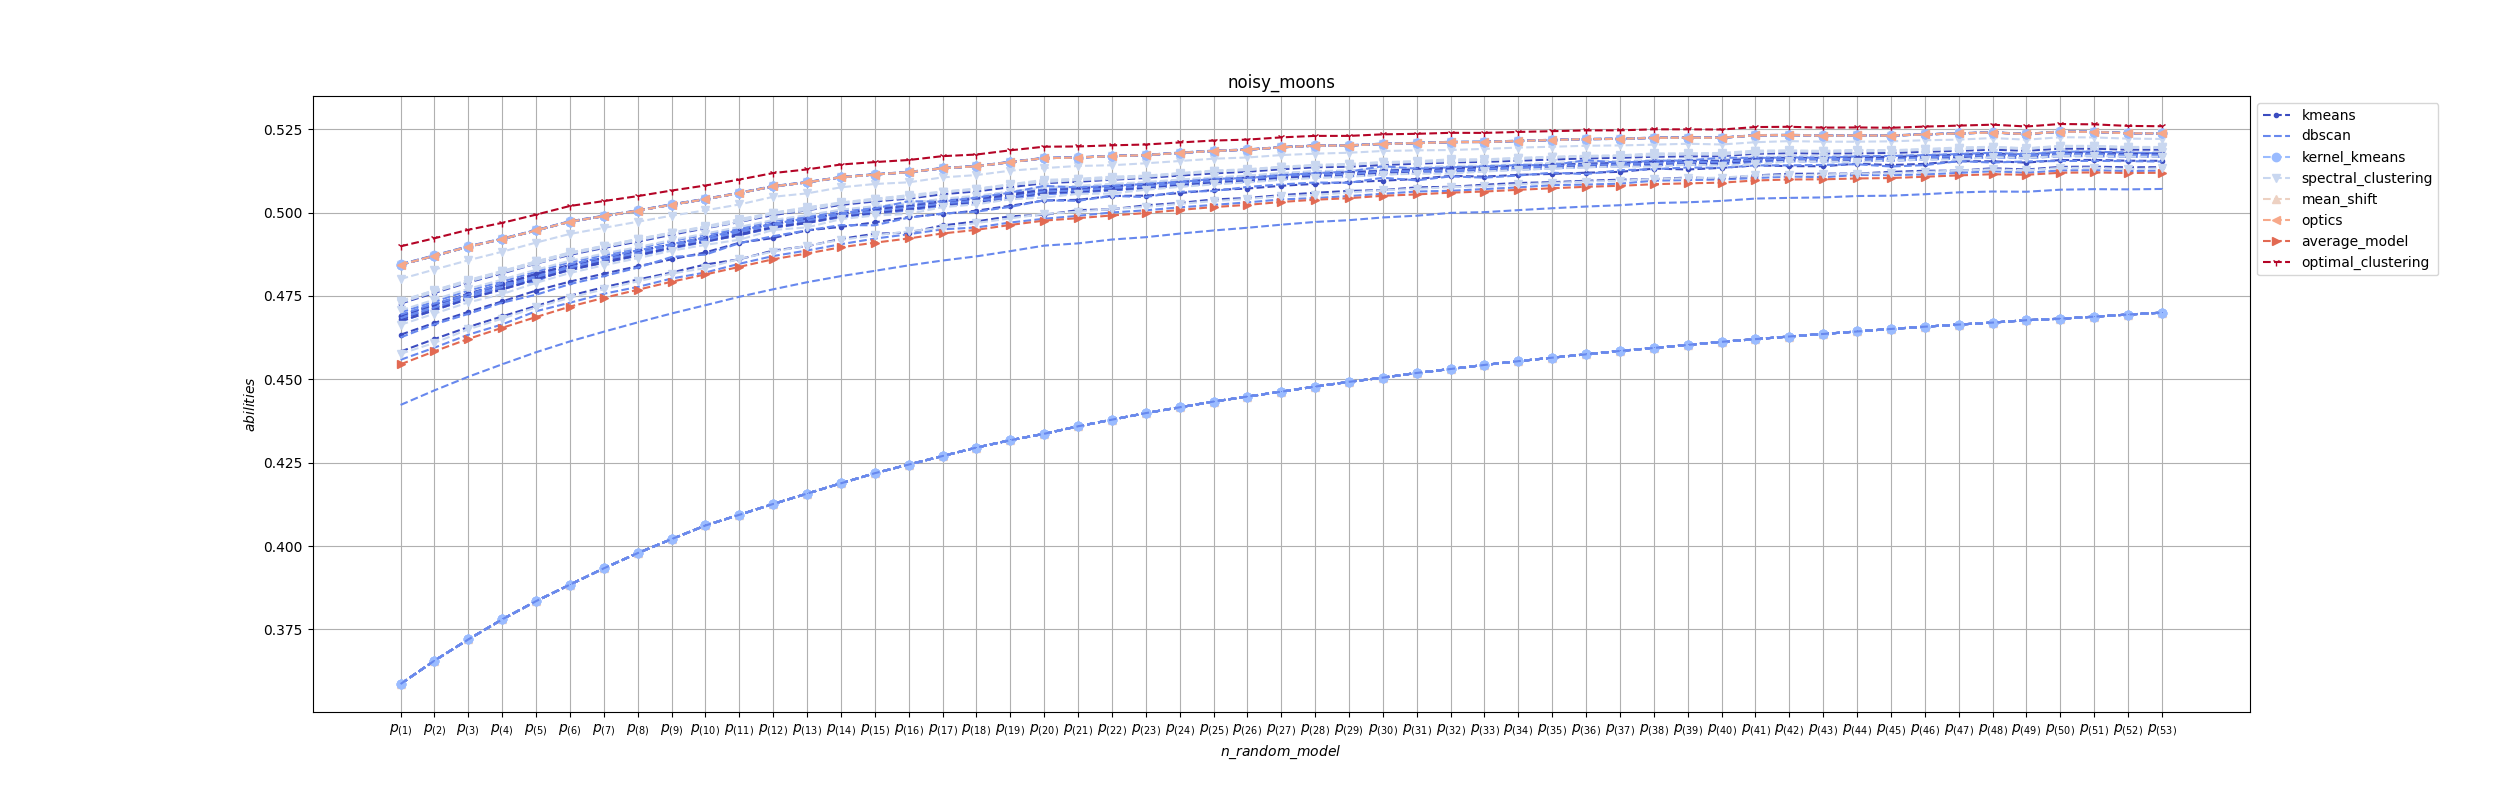 noisy_moons
0.525
0.500
0.475
0.450
0.425
0.400
0.375
abilities
p(1) p(2) p(3) p(4) p(5) p(6) p(7) p(8) p(9) p(10) p(11) p(12) p(13) p(14) p(15) p(16) p(17) p(18) p(19) p(20) p(21) p(22) p(23) p(24) p(25) p(26) p(27) p(28) p(29) p(30) p(31) p(32) p(33) p(34) p(35) p(36) p(37) p(38) p(39) p(40) p(41) p(42) p(43) p(44) p(45) p(46) p(47) p(48) p(49) p(50) p(51) p(52) p(53)
n_random_model
kmeans
dbscan
kernel_kmeans
spectral_clustering
mean_shift
optics
average_model
optimal_clustering